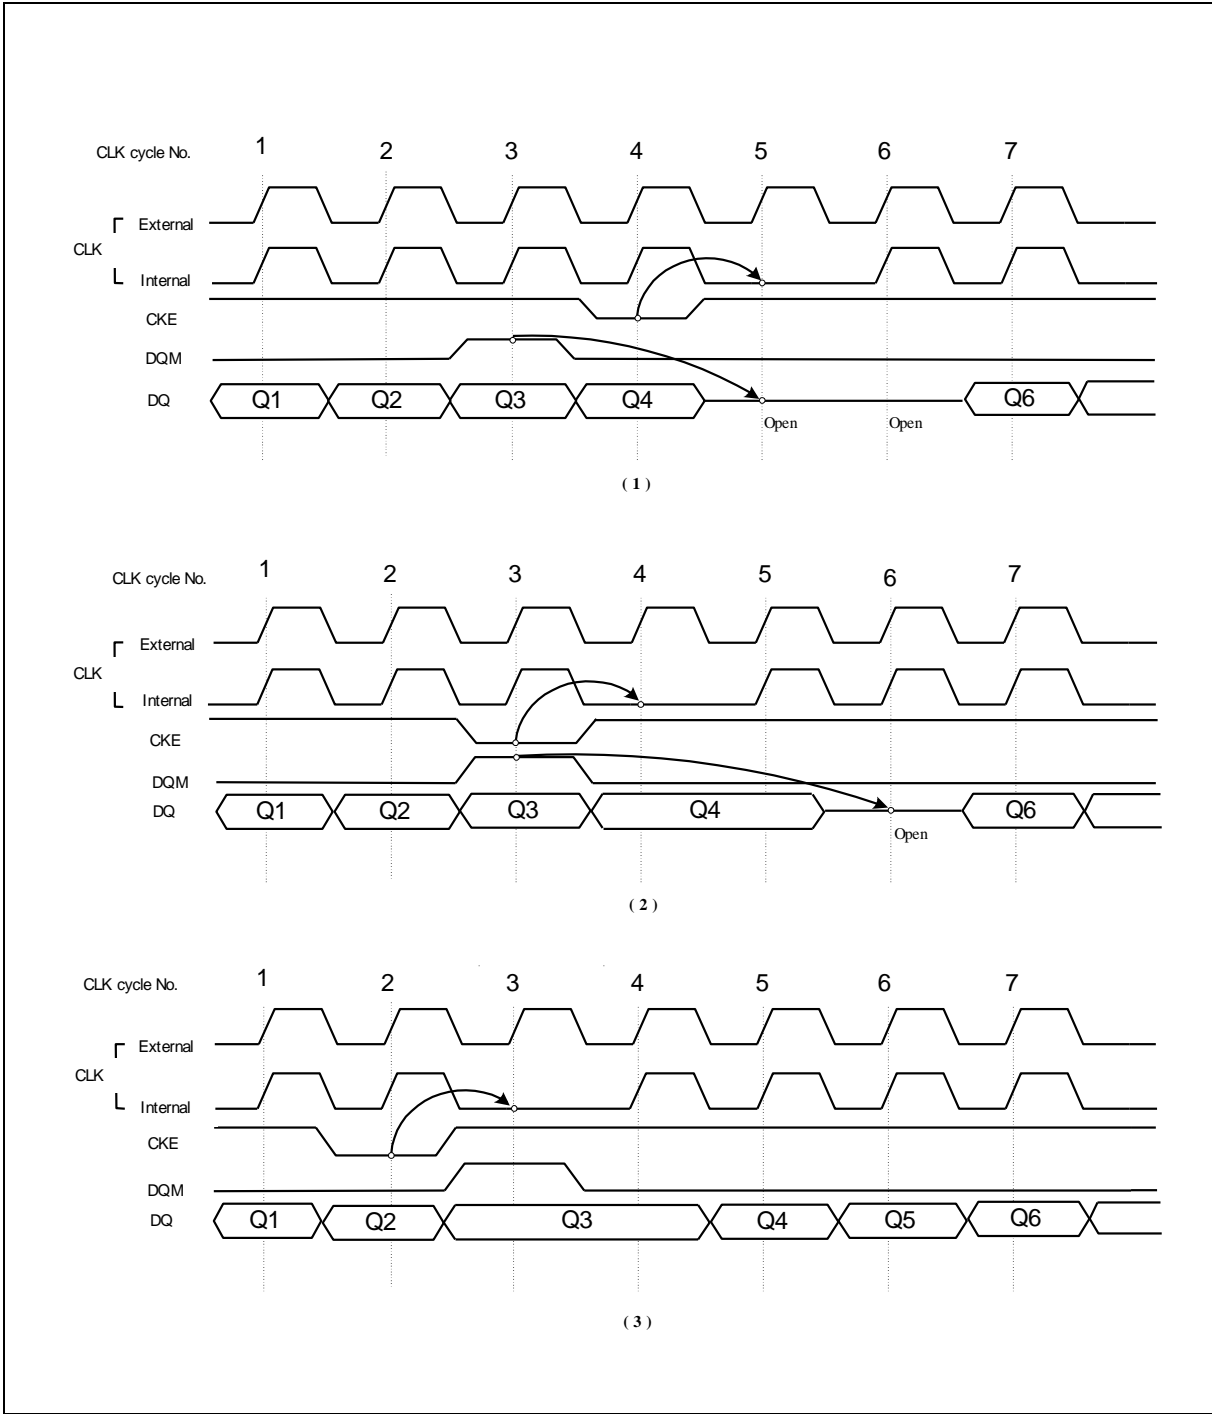 CLK cycle No. 1 2 3 4 5 6 7
External
CLK
Internal
CKE
DQM
DQ Q1 Q2 Q3 Q4 Q6
Open Open
( 1 )
CLK cycle No. 1 2 3 4 5 6 7
External
CLK
Internal
CKE
DQM
DQ Q1 Q2 Q3 Q4 Q6
Open
( 2 )
CLK cycle No. 1 2 3 4 5 6 7
External
CLK
Internal
CKE
DQM
DQ Q1 Q2 Q3 Q4 Q5 Q6
( 3 )